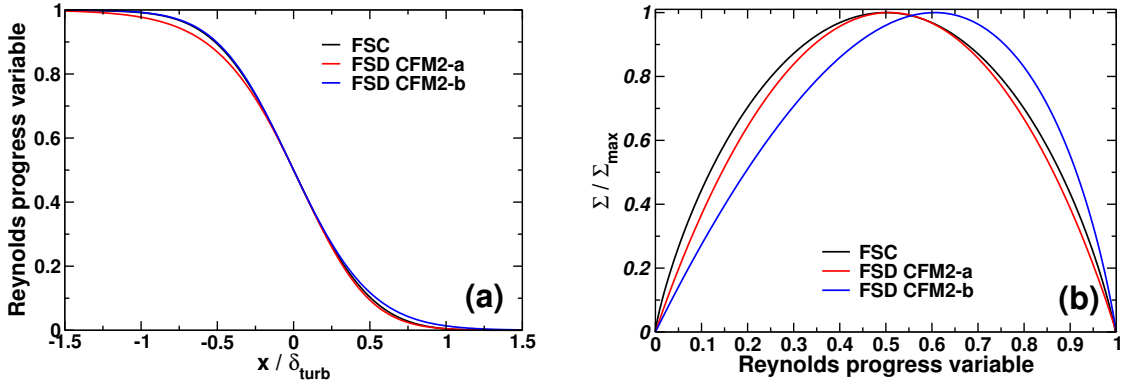 Reynolds progress variable
1
0.8
0.6
0.4
0.2
0
FSC
FSD CFM2-a
FSD CFM2-b
(a)
-1.5 -1 -0.5 0 0.5 1 1.5
x / δturb
Σ / Σmax
1
0.8
0.6
0.4
0.2
0
FSC
FSD CFM2-a
FSD CFM2-b
(b)
0 0.1 0.2 0.3 0.4 0.5 0.6 0.7 0.8 0.9 1
Reynolds progress variable